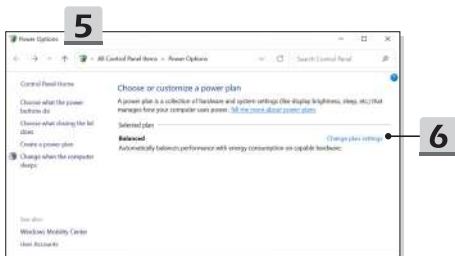 5
Power Options
All Control Panel Items > Power Options
Search Control Panel
Control Panel Home
Choose what the power
buttons do
Choose what closing the lid
does
Create a power plan
Change when the computer
sleeps
Choose or customize a power plan
A power plan is a collection of hardware and system settings (like display brightness, sleep, etc.) that
manages how your computer uses power. Tell me more about power plans.
Selected plan
Balanced
Change plan settings
Automatically balances performance with energy consumption on capable hardware.
6
See also
Windows Mobility Center
User Accounts